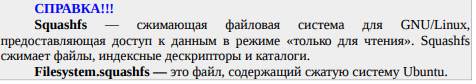 СПРАВКА!!!
Squashfs — сжимающая файловая система для GNU/Linux,
предоставляющая доступ к данным в режиме «только для чтения». Squashfs
сжимает файлы, индексные дескрипторы и каталоги.
Filesystem.squashfs — это файл, содержащий сжатую систему Ubuntu.